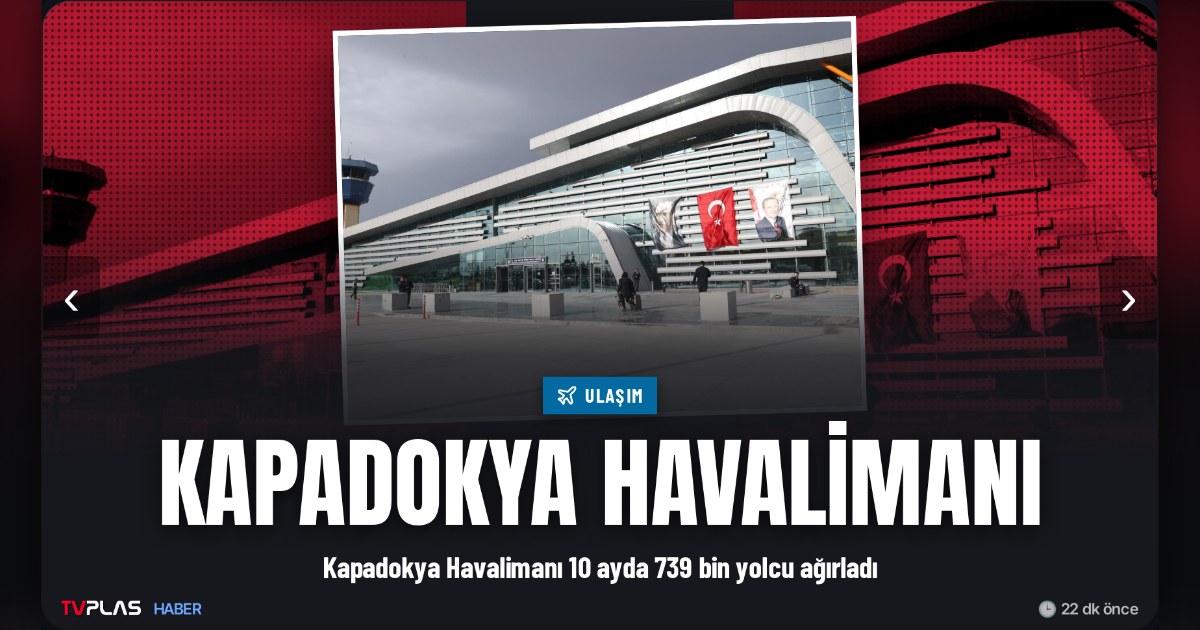 ULAŞIM
KAPADOKYA HAVALİMANI
Kapadokya Havalimanı 10 ayda 739 bin yolcu ağırladı
TVPLAS HABER
22 dk önce